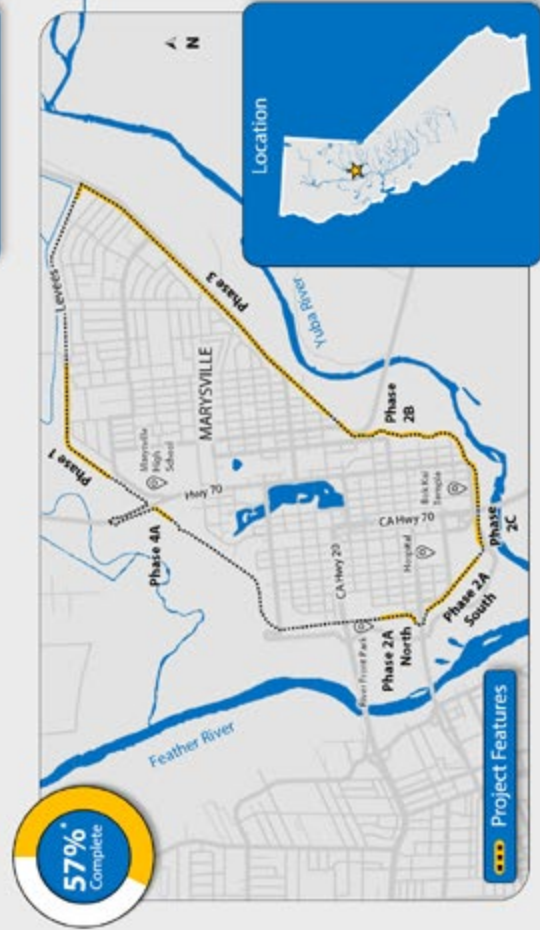 57%*
Complete
N
Location
Levees
Phase 1
Marysville
High
School
MARYSVILLE
Phase 3
Hwy 70
Phase 4A
Yuba River
Phase
2B
Bok Kai
Temple
CA Hwy 70
CA Hwy 20
Hospital
Phase
2C
Feather River
River Front Park
Phase 2A
North
Phase 2A
South
Project Features